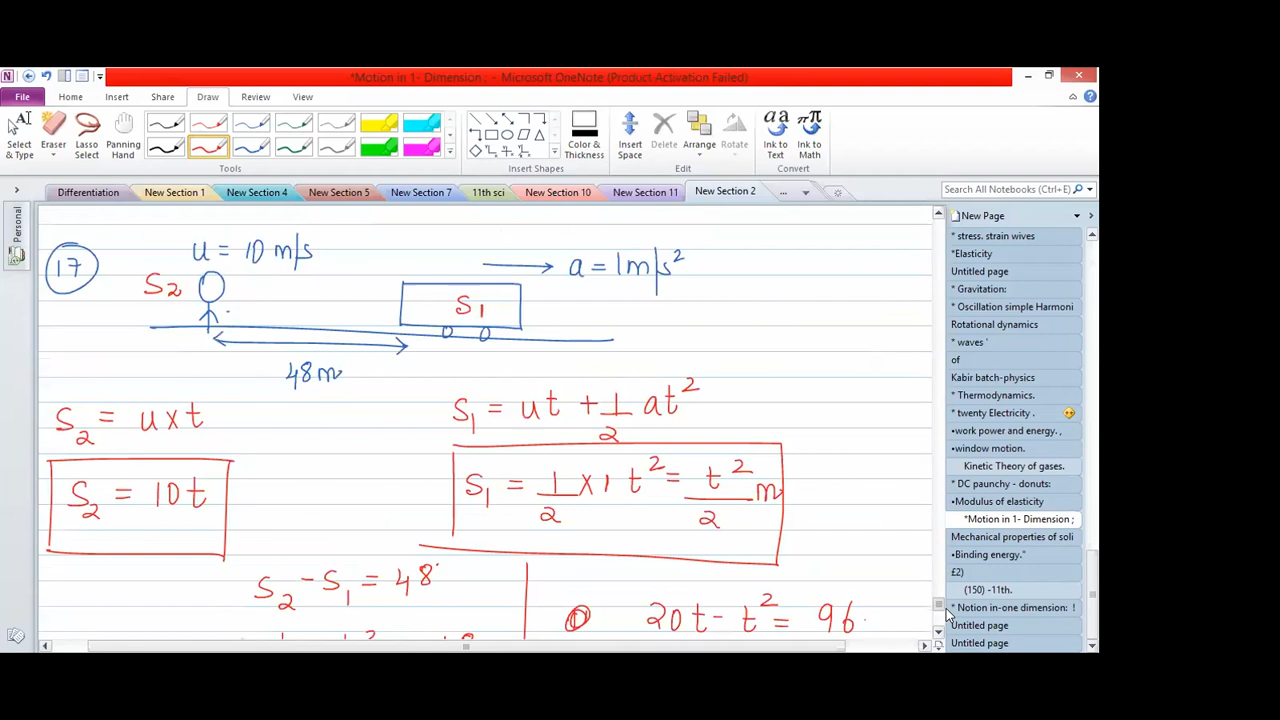 *Motion in 1- Dimension ; - Microsoft OneNote (Product Activation Failed)
File Home Insert Share Draw Review View
Select & Type
Eraser
Lasso Select
Panning Hand
Color & Thickness
Insert Space
Delete
Arrange
Rotate
Ink to Text
Ink to Math
Tools
Insert Shapes
Edit
Convert
Differentiation New Section 1 New Section 4 New Section 5 New Section 7 11th sci New Section 10 New Section 11 New Section 2 ...
Search All Notebooks (Ctrl+E)
Personal
17
u = 10 m/s
a = 1m/s²
S₂
S₁
48m
S₂ = u×t
S₁ = ut + 1/2 at²
S₂ = 10t
S₁ = 1/2 × 1 t² = t²/2 m
S₂ - S₁ = 48
20t - t² = 96
New Page
* stress. strain wives
*Elasticity
Untitled page
* Gravitation:
* Oscillation simple Harmoni
Rotational dynamics
* waves '
of
Kabir batch-physics
* Thermodynamics.
* twenty Electricity .
•work power and energy. ,
•window motion.
Kinetic Theory of gases.
* DC paunchy - donuts:
•Modulus of elasticity
*Motion in 1- Dimension ;
Mechanical properties of soli
•Binding energy."
£2)
(150) -11th.
* Notion in-one dimension: !
Untitled page
Untitled page